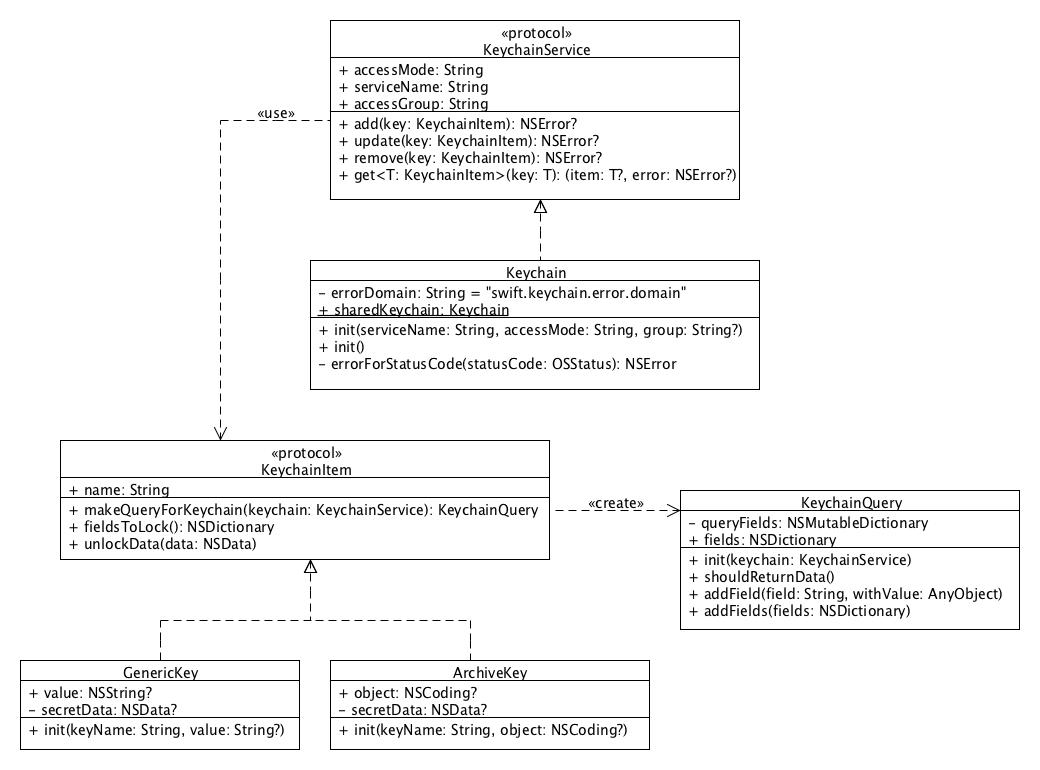 «protocol»
KeychainService
+ accessMode: String
+ serviceName: String
+ accessGroup: String
+ add(key: KeychainItem): NSError?
+ update(key: KeychainItem): NSError?
+ remove(key: KeychainItem): NSError?
+ get<T: KeychainItem>(key: T): (item: T?, error: NSError?)
«use»
Keychain
– errorDomain: String = "swift.keychain.error.domain"
+ sharedKeychain: Keychain
+ init(serviceName: String, accessMode: String, group: String?)
+ init()
– errorForStatusCode(statusCode: OSStatus): NSError
«protocol»
KeychainItem
+ name: String
+ makeQueryForKeychain(keychain: KeychainService): KeychainQuery
+ fieldsToLock(): NSDictionary
+ unlockData(data: NSData)
«create»
KeychainQuery
– queryFields: NSMutableDictionary
+ fields: NSDictionary
+ init(keychain: KeychainService)
+ shouldReturnData()
+ addField(field: String, withValue: AnyObject)
+ addFields(fields: NSDictionary)
GenericKey
+ value: NSString?
– secretData: NSData?
+ init(keyName: String, value: String?)
ArchiveKey
+ object: NSCoding?
– secretData: NSData?
+ init(keyName: String, object: NSCoding?)